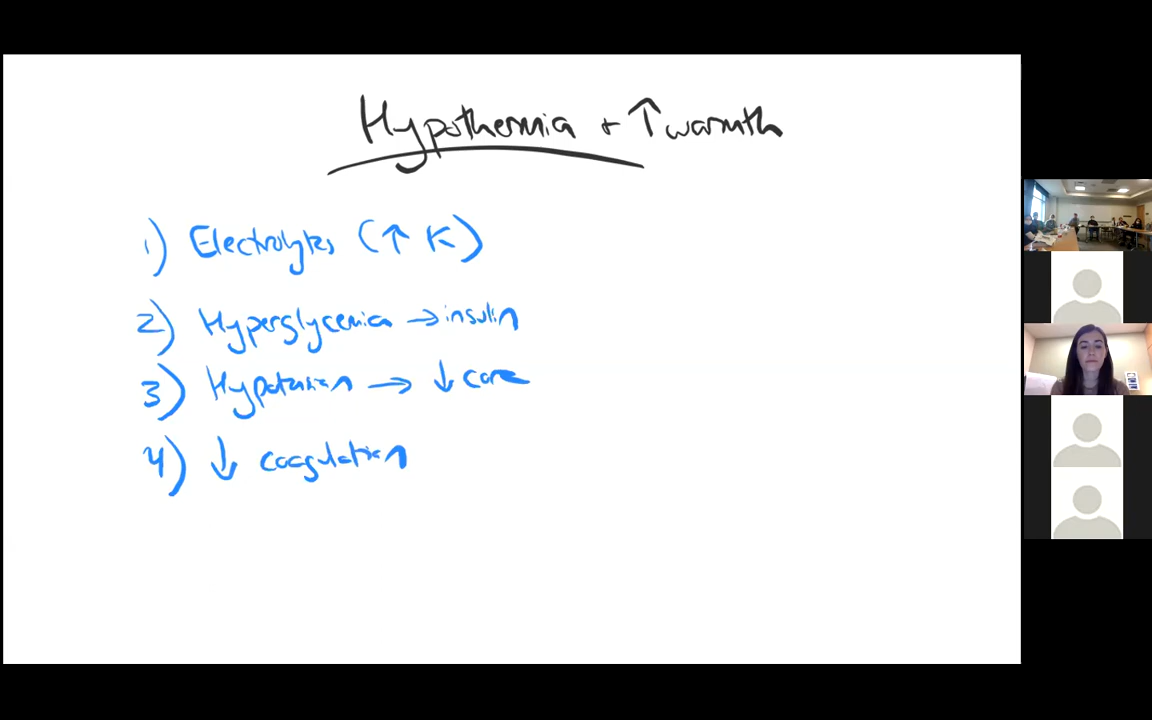 Hypothermia + ↑ warmth
1) Electrolytes (↑ K)
2) Hyperglycemia → insulin
3) Hypotension → ↓ core
4) ↓ coagulation